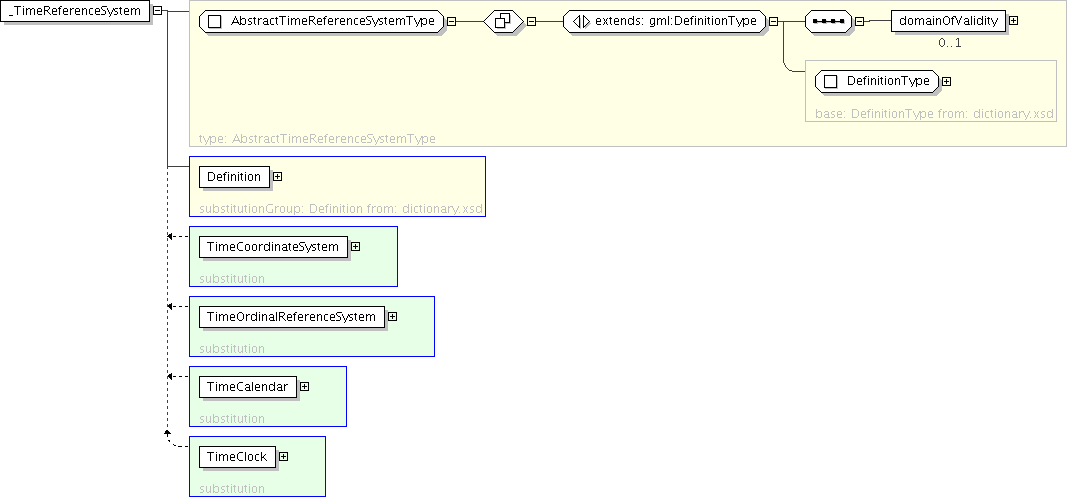 _TimeReferenceSystem
AbstractTimeReferenceSystemType
extends: gml:DefinitionType
domainOfValidity
0..1
DefinitionType
base: DefinitionType from: dictionary.xsd
type: AbstractTimeReferenceSystemType
Definition
substitutionGroup: Definition from: dictionary.xsd
TimeCoordinateSystem
substitution
TimeOrdinalReferenceSystem
substitution
TimeCalendar
substitution
TimeClock
substitution